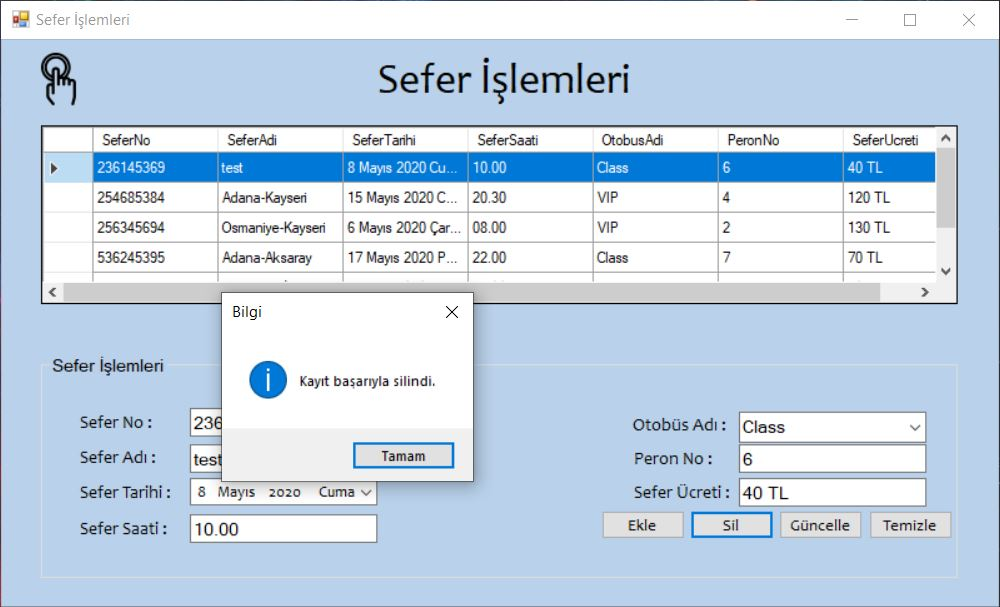 Sefer İşlemleri
Sefer İşlemleri
SeferNo SeferAdi SeferTarihi SeferSaati OtobusAdi PeronNo SeferUcreti
236145369 test 8 Mayıs 2020 Cu... 10.00 Class 6 40 TL
254685384 Adana-Kayseri 15 Mayıs 2020 C... 20.30 VIP 4 120 TL
256345694 Osmaniye-Kayseri 6 Mayıs 2020 Çar... 08.00 VIP 2 130 TL
536245395 Adana-Aksaray 17 Mayıs 2020 P... 22.00 Class 7 70 TL
Bilgi
Kayıt başarıyla silindi.
Tamam
Sefer İşlemleri
Sefer No : 236
Sefer Adı : test
Sefer Tarihi : 8 Mayıs 2020 Cuma
Sefer Saati : 10.00
Otobüs Adı : Class
Peron No : 6
Sefer Ücreti : 40 TL
Ekle Sil Güncelle Temizle